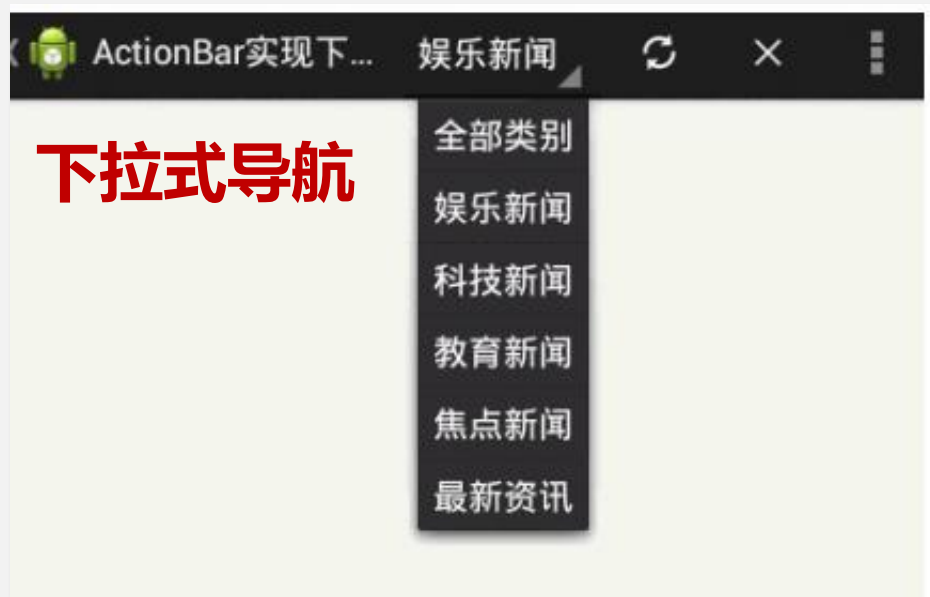 ActionBar实现下... 娱乐新闻
下拉式导航
全部类别
娱乐新闻
科技新闻
教育新闻
焦点新闻
最新资讯